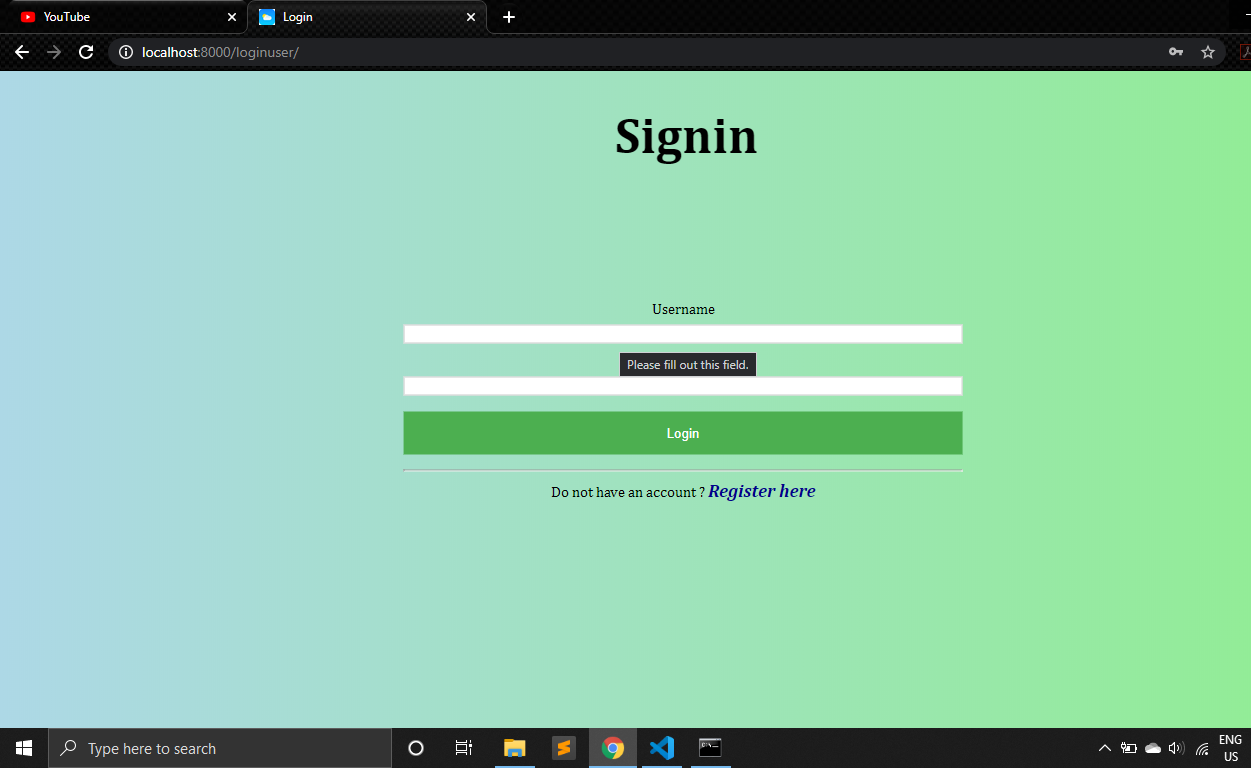 YouTube
Login
localhost:8000/loginuser/
Signin
Username
Please fill out this field.
Login
Do not have an account ? Register here
Type here to search
ENG
US